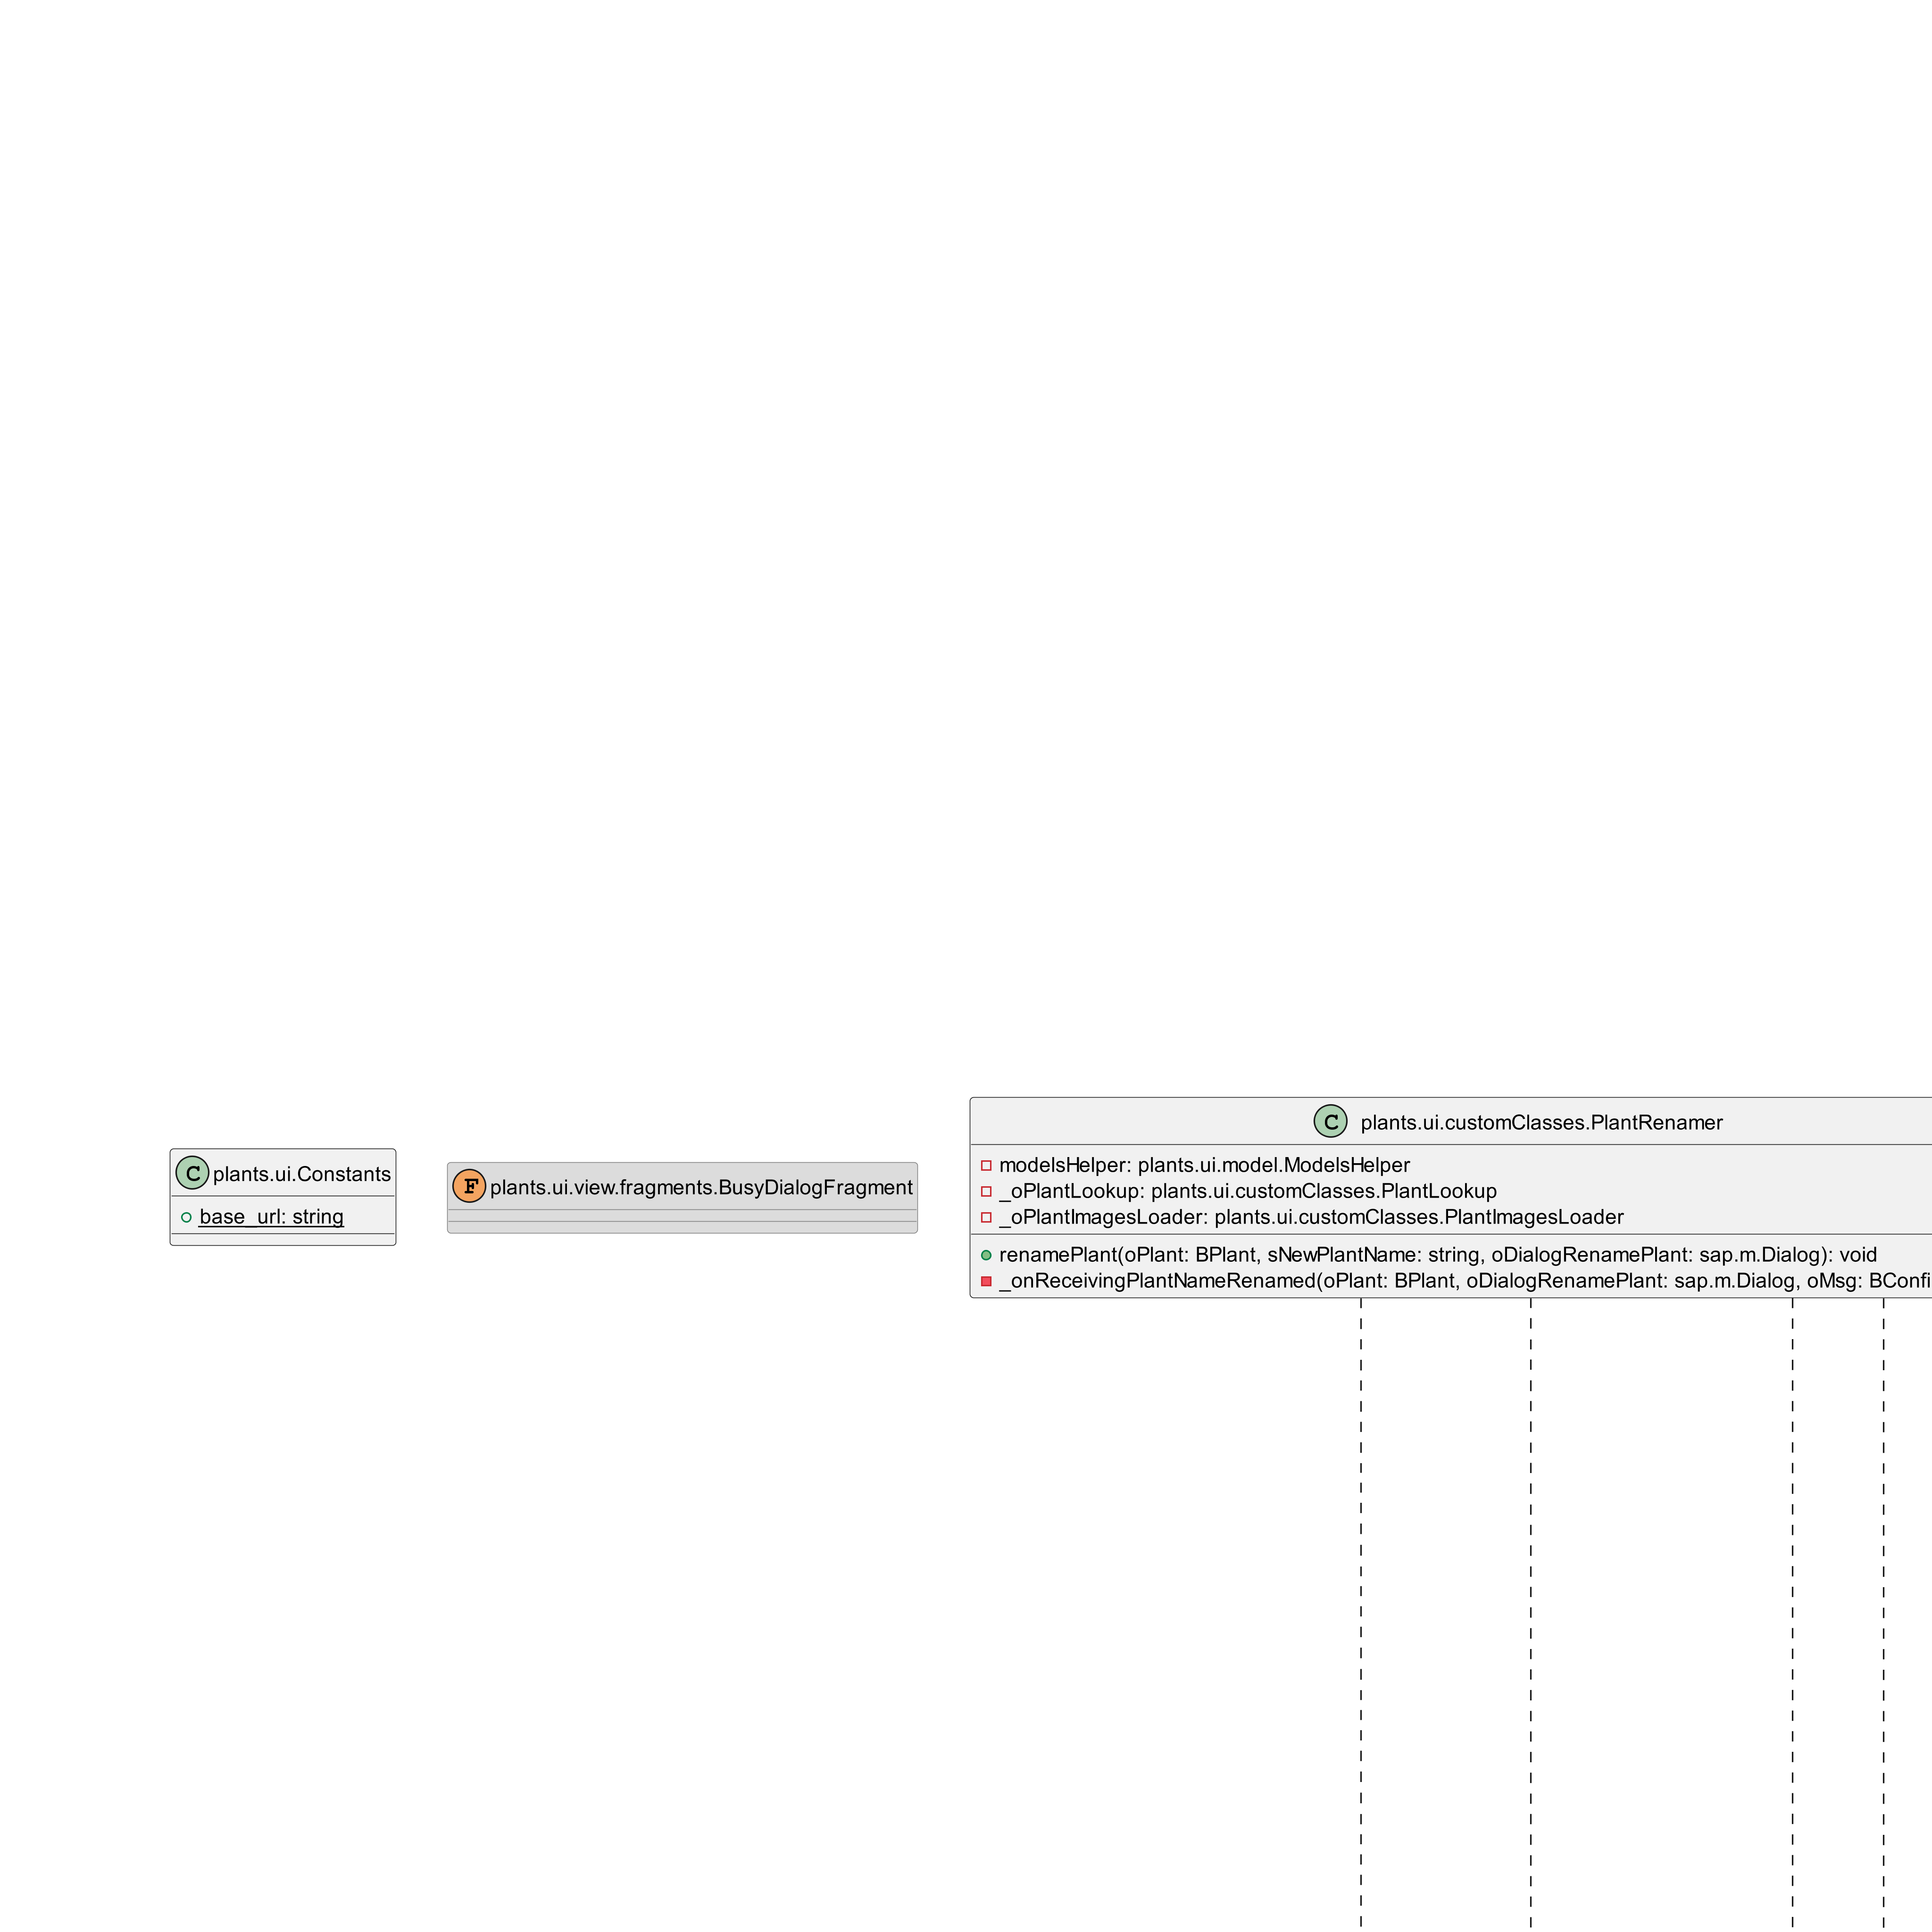 C plants.ui.Constants
base_url: string
F plants.ui.view.fragments.BusyDialogFragment
C plants.ui.customClasses.PlantRenamer
modelsHelper: plants.ui.model.ModelsHelper
_oPlantLookup: plants.ui.customClasses.PlantLookup
_oPlantImagesLoader: plants.ui.customClasses.PlantImagesLoader
renamePlant(oPlant: BPlant, sNewPlantName: string, oDialogRenamePlant: sap.m.Dialog): void
_onReceivingPlantNameRenamed(oPlant: BPlant, oDialogRenamePlant: sap.m.Dialog, oMsg: BConfi